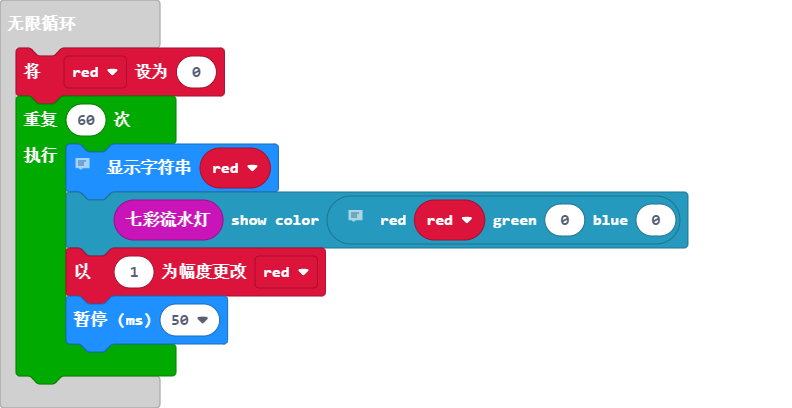 无限循环
将 red 设为 0
重复 60 次
执行
显示字符串 red
七彩流水灯 show color red red green 0 blue 0
以 1 为幅度更改 red
暂停 (ms) 50